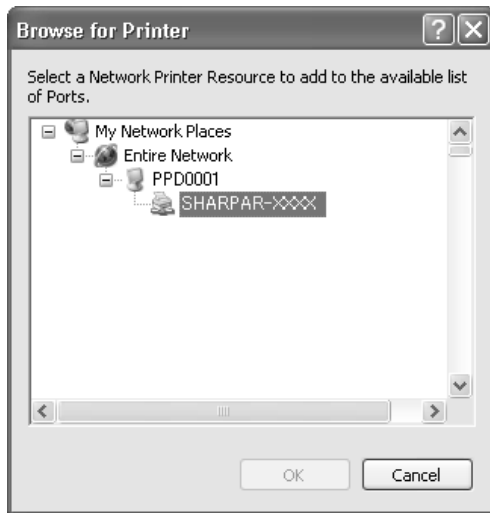 Browse for Printer
Select a Network Printer Resource to add to the available list
of Ports.
My Network Places
Entire Network
PPD0001
SHARPAR-XXXX
OK
Cancel